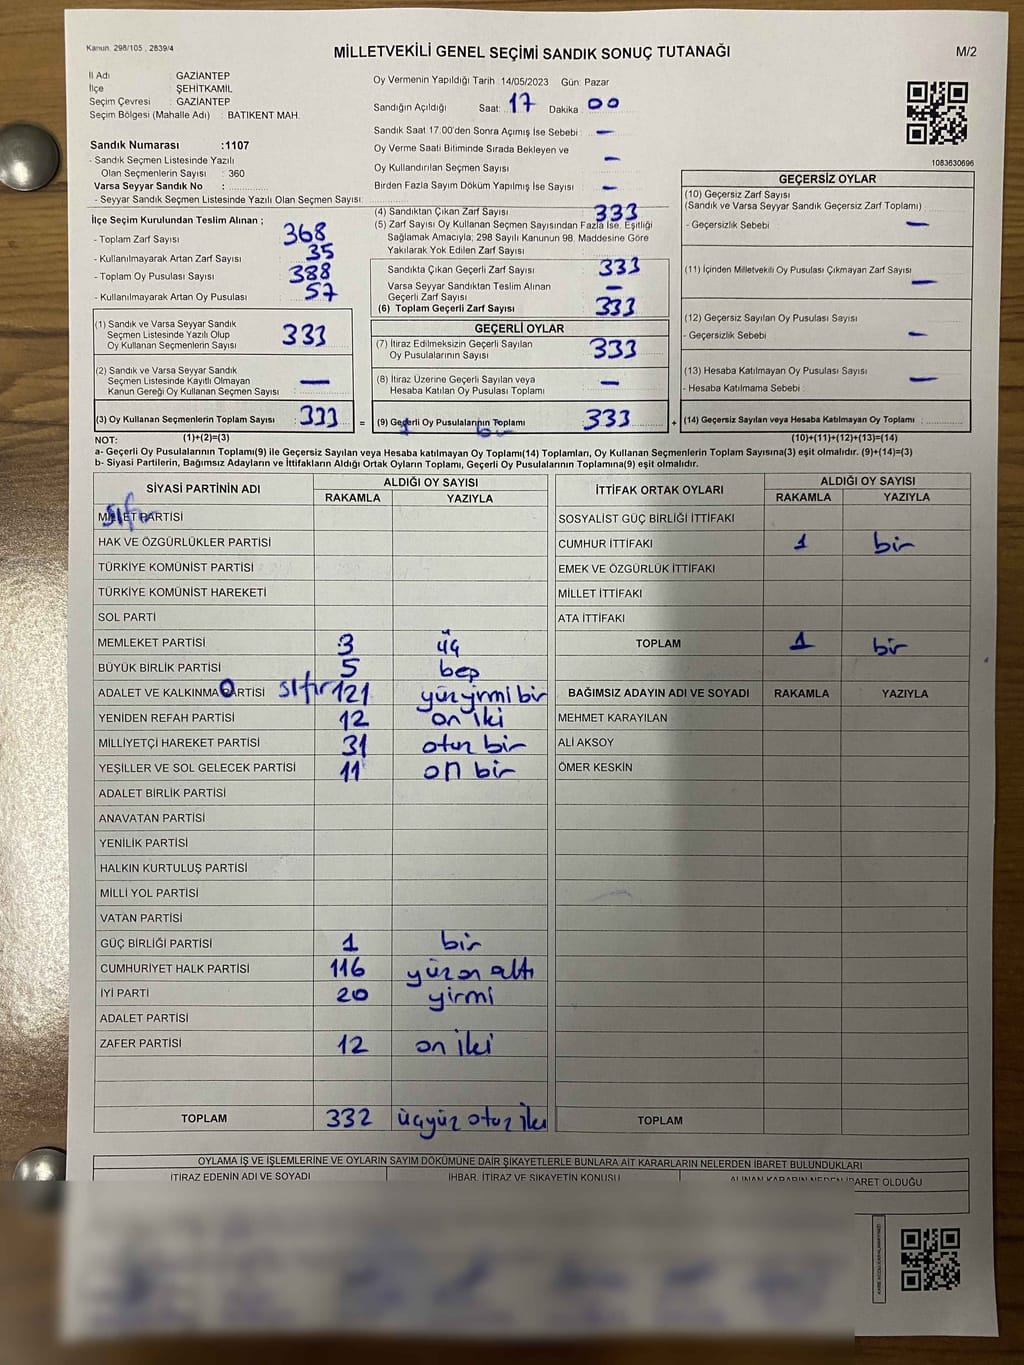 Kanun. 298/105 , 2839/4
MİLLETVEKİLİ GENEL SEÇİMİ SANDIK SONUÇ TUTANAĞI
M/2
İl Adı : GAZİANTEP
İlçe : ŞEHİTKAMİL
Seçim Çevresi : GAZİANTEP
Seçim Bölgesi (Mahalle Adı) : BATIKENT MAH.
Oy Vermenin Yapıldığı Tarih :14/05/2023 Gün: Pazar
Sandığın Açıldığı Saat: 17 Dakika 00
Sandık Saat 17:00'den Sonra Açımış İse Sebebi : —
Oy Verme Saati Bitiminde Sırada Bekleyen ve
Oy Kullandırılan Seçmen Sayısı —
Birden Fazla Sayım Döküm Yapılmış İse Sayısı —
1083630696
Sandık Numarası :1107
- Sandık Seçmen Listesinde Yazılı
Olan Seçmenlerin Sayısı : 360
Varsa Seyyar Sandık No :
- Seyyar Sandık Seçmen Listesinde Yazılı Olan Seçmen Sayısı:
İlçe Seçim Kurulundan Teslim Alınan ;
- Toplam Zarf Sayısı 368
- Kullanılmayarak Artan Zarf Sayısı 35
- Toplam Oy Pusulası Sayısı 388
- Kullanılmayarak Artan Oy Pusulası 57
(1) Sandık ve Varsa Seyyar Sandık
Seçmen Listesinde Yazılı Olup
Oy Kullanan Seçmenlerin Sayısı 333
(2) Sandık ve Varsa Seyyar Sandık
Seçmen Listesinde Kayıtlı Olmayan
Kanun Gereği Oy Kullanan Seçmen Sayısı —
(3) Oy Kullanan Seçmenlerin Toplam Sayısı : 333 =
(4) Sandıktan Çıkan Zarf Sayısı 333
(5) Zarf Sayısı Oy Kullanan Seçmen Sayısından Fazla İse, Eşitliği
Sağlamak Amacıyla; 298 Sayılı Kanunun 98. Maddesine Göre
Yakılarak Yok Edilen Zarf Sayısı
Sandıkta Çıkan Geçerli Zarf Sayısı 333
Varsa Seyyar Sandıktan Teslim Alınan
Geçerli Zarf Sayısı —
(6) Toplam Geçerli Zarf Sayısı 333
GEÇERLİ OYLAR
(7) İtiraz Edilmeksizin Geçerli Sayılan
Oy Pusulalarının Sayısı 333
(8) İtiraz Üzerine Geçerli Sayılan veya
Hesaba Katılan Oy Pusulası Toplamı —
(9) Geçerli Oy Pusulalarının Toplamı 333 +
GEÇERSİZ OYLAR
(10) Geçersiz Zarf Sayısı
(Sandık ve Varsa Seyyar Sandık Geçersiz Zarf Toplamı)
- Geçersizlik Sebebi : —
(11) İçinden Milletvekili Oy Pusulası Çıkmayan Zarf Sayısı —
(12) Geçersiz Sayılan Oy Pusulası Sayısı
- Geçersizlik Sebebi : —
(13) Hesaba Katılmayan Oy Pusulası Sayısı —
- Hesaba Katılmama Sebebi :
(14) Geçersiz Sayılan veya Hesaba Katılmayan Oy Toplamı
NOT: (1)+(2)=(3) (10)+(11)+(12)+(13)=(14)
a- Geçerli Oy Pusulalarının Toplamı(9) ile Geçersiz Sayılan veya Hesaba katılmayan Oy Toplamı(14) Toplamları, Oy Kullanan Seçmenlerin Toplam Sayısına(3) eşit olmalıdır. (9)+(14)=(3)
b- Siyasi Partilerin, Bağımsız Adayların ve İttifakların Aldığı Ortak Oyların Toplamı, Geçerli Oy Pusulalarının Toplamına(9) eşit olmalıdır.
SİYASİ PARTİNİN ADI ALDIĞI OY SAYISI
RAKAMLA YAZIYLA
MİLLET PARTİSİ sıfır
HAK VE ÖZGÜRLÜKLER PARTİSİ
TÜRKİYE KOMÜNİST PARTİSİ
TÜRKİYE KOMÜNİST HAREKETİ
SOL PARTİ
MEMLEKET PARTİSİ 3 üç
BÜYÜK BİRLİK PARTİSİ 5 beş
ADALET VE KALKINMA PARTİSİ 0 sıfır 121 yüzyirmi bir
YENİDEN REFAH PARTİSİ 12 on iki
MİLLİYETÇİ HAREKET PARTİSİ 31 otuz bir
YEŞİLLER VE SOL GELECEK PARTİSİ 11 on bir
ADALET BİRLİK PARTİSİ
ANAVATAN PARTİSİ
YENİLİK PARTİSİ
HALKIN KURTULUŞ PARTİSİ
MİLLİ YOL PARTİSİ
VATAN PARTİSİ
GÜÇ BİRLİĞİ PARTİSİ 1 bir
CUMHURİYET HALK PARTİSİ 116 yüz on altı
İYİ PARTİ 20 yirmi
ADALET PARTİSİ
ZAFER PARTİSİ 12 on iki
TOPLAM 332 üçyüz otuz iki
İTTİFAK ORTAK OYLARI ALDIĞI OY SAYISI
RAKAMLA YAZIYLA
SOSYALİST GÜÇ BİRLİĞİ İTTİFAKI
CUMHUR İTTİFAKI 1 bir
EMEK VE ÖZGÜRLÜK İTTİFAKI
MİLLET İTTİFAKI
ATA İTTİFAKI
TOPLAM 1 bir
BAĞIMSIZ ADAYIN ADI VE SOYADI RAKAMLA YAZIYLA
MEHMET KARAYILAN
ALİ AKSOY
ÖMER KESKİN
TOPLAM
OYLAMA İŞ VE İŞLEMLERİNE VE OYLARIN SAYIM DÖKÜMÜNE DAİR ŞİKAYETLERLE BUNLARA AİT KARARLARIN NELERDEN İBARET BULUNDUKLARI
İTİRAZ EDENİN ADI VE SOYADI İHBAR, İTİRAZ VE ŞİKAYETİN KONUSU ALINAN KARARIN NEDEN İBARET OLDUĞU